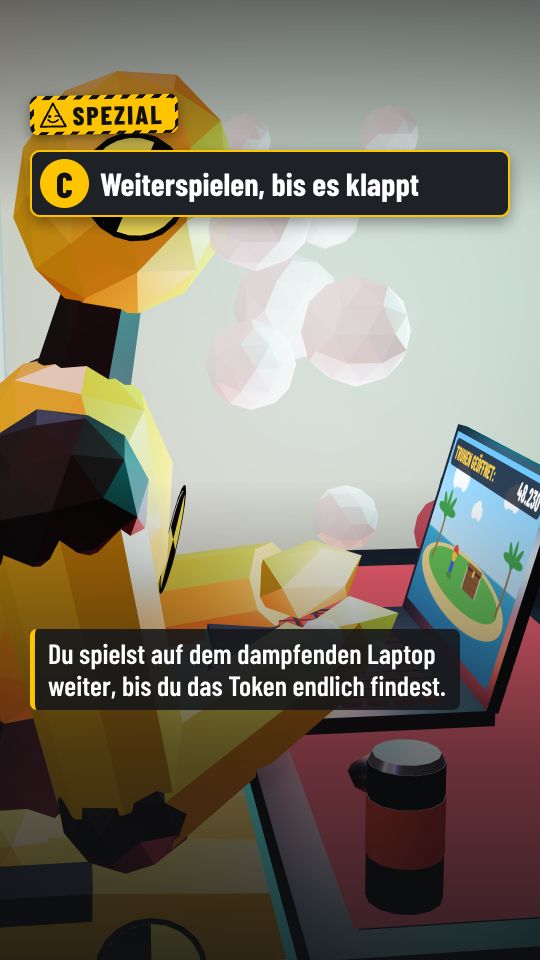 SPEZIAL
C Weiterspielen, bis es klappt
TRUHEN GEÖFFNET:
48.230
Du spielst auf dem dampfenden Laptop
weiter, bis du das Token endlich findest.